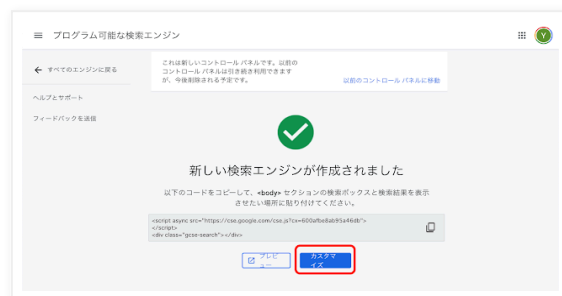 プログラム可能な検索エンジン
Y
すべてのエンジンに戻る
ヘルプとサポート
フィードバックを送信
これは新しいコントロール パネルです。以前の
コントロール パネルは引き続き利用できます
が、今後削除される予定です。
以前のコントロール パネルに移動
新しい検索エンジンが作成されました
以下のコードをコピーして、<body> セクションの検索ボックスと検索結果を表示
させたい場所に貼り付けてください。
<script async src="https://cse.google.com/cse.js?cx=600afbe8ab95a46db">
</script>
<div class="gcse-search"></div>
プレビ
ュー
カスタマ
イズ